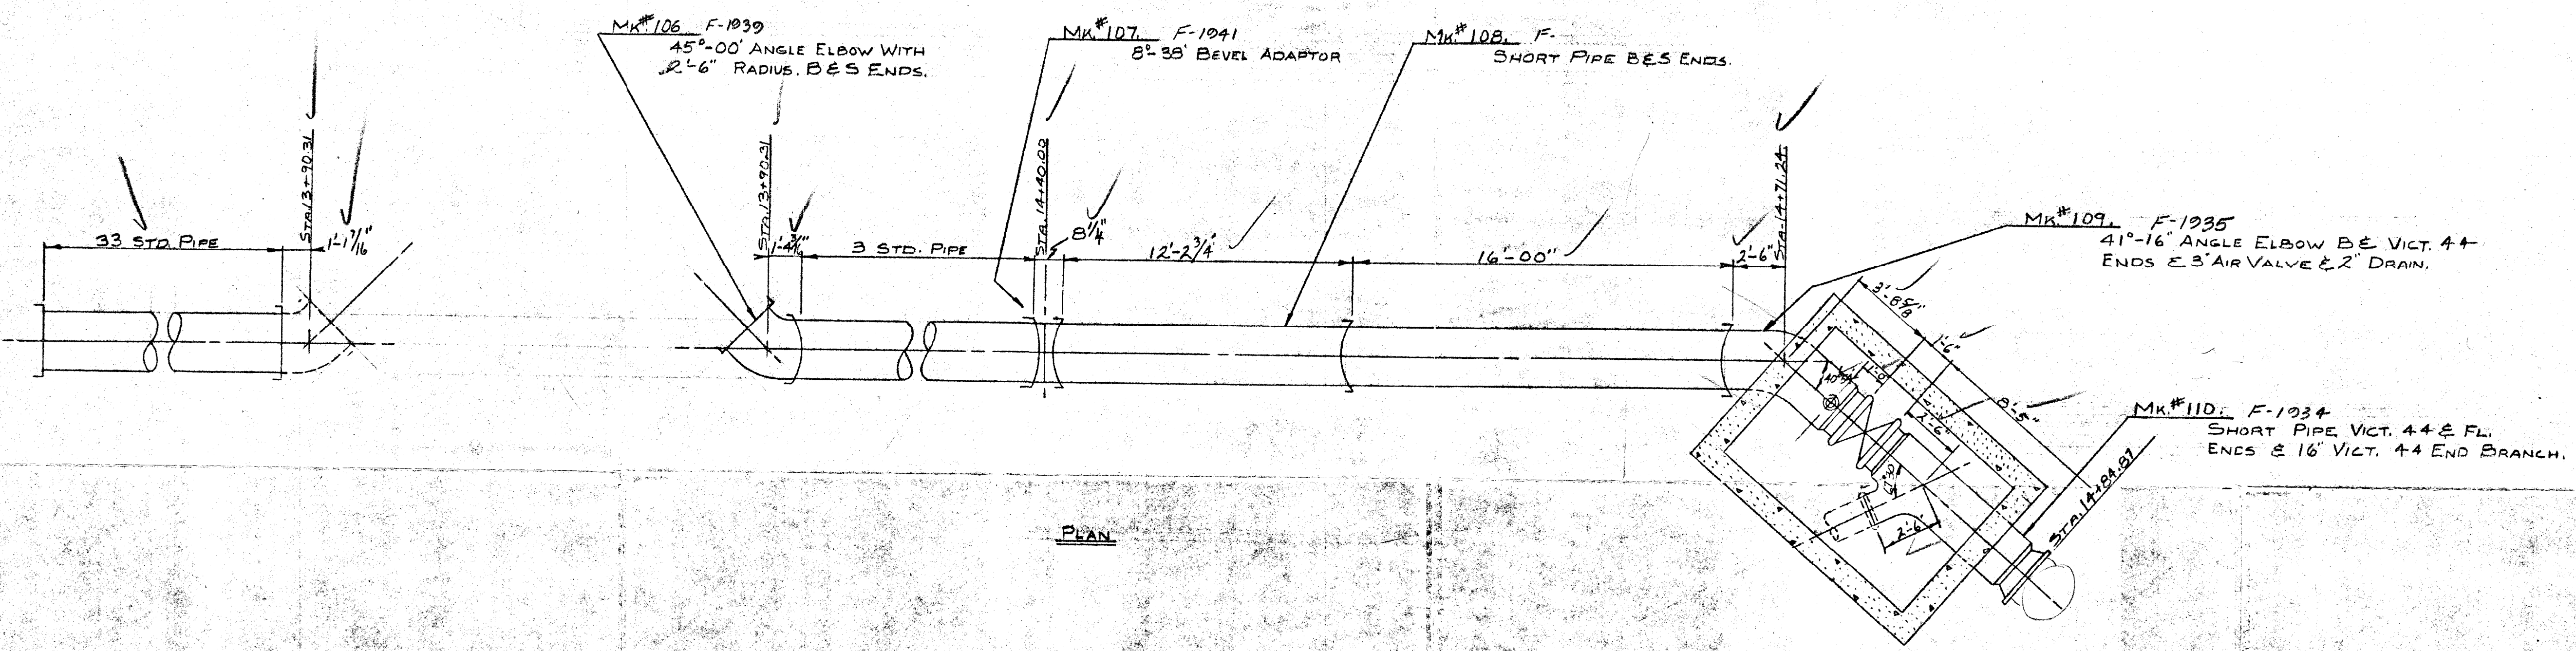 MK.#106 F-1939
45°-00' ANGLE ELBOW WITH
2'-6" RADIUS. B & S ENDS.
MK.#107. F-1941
8°-38' BEVEL ADAPTOR
MK.#108. F-
SHORT PIPE B & S ENDS.
MK.#109. F-1935
41°-16" ANGLE ELBOW B & VICT. 44
ENDS & 3" AIR VALVE & 2" DRAIN.
MK.#110. F-1934
SHORT PIPE VICT. 44 & FL.
ENDS & 16" VICT. 44 END BRANCH.
33 STD. PIPE
STA. 13+90.31
1'-1 7/16"
STA. 13+90.31
1'-4 3/16"
3 STD. PIPE
STA. 14+40.00
8 1/4"
12'-2 3/4"
16'-00"
2'-6"
STA. 14+71.24
3'-8 5/8"
1'-6"
8'-5"
2'-6"
2'-6"
STA. 14+84.87
PLAN